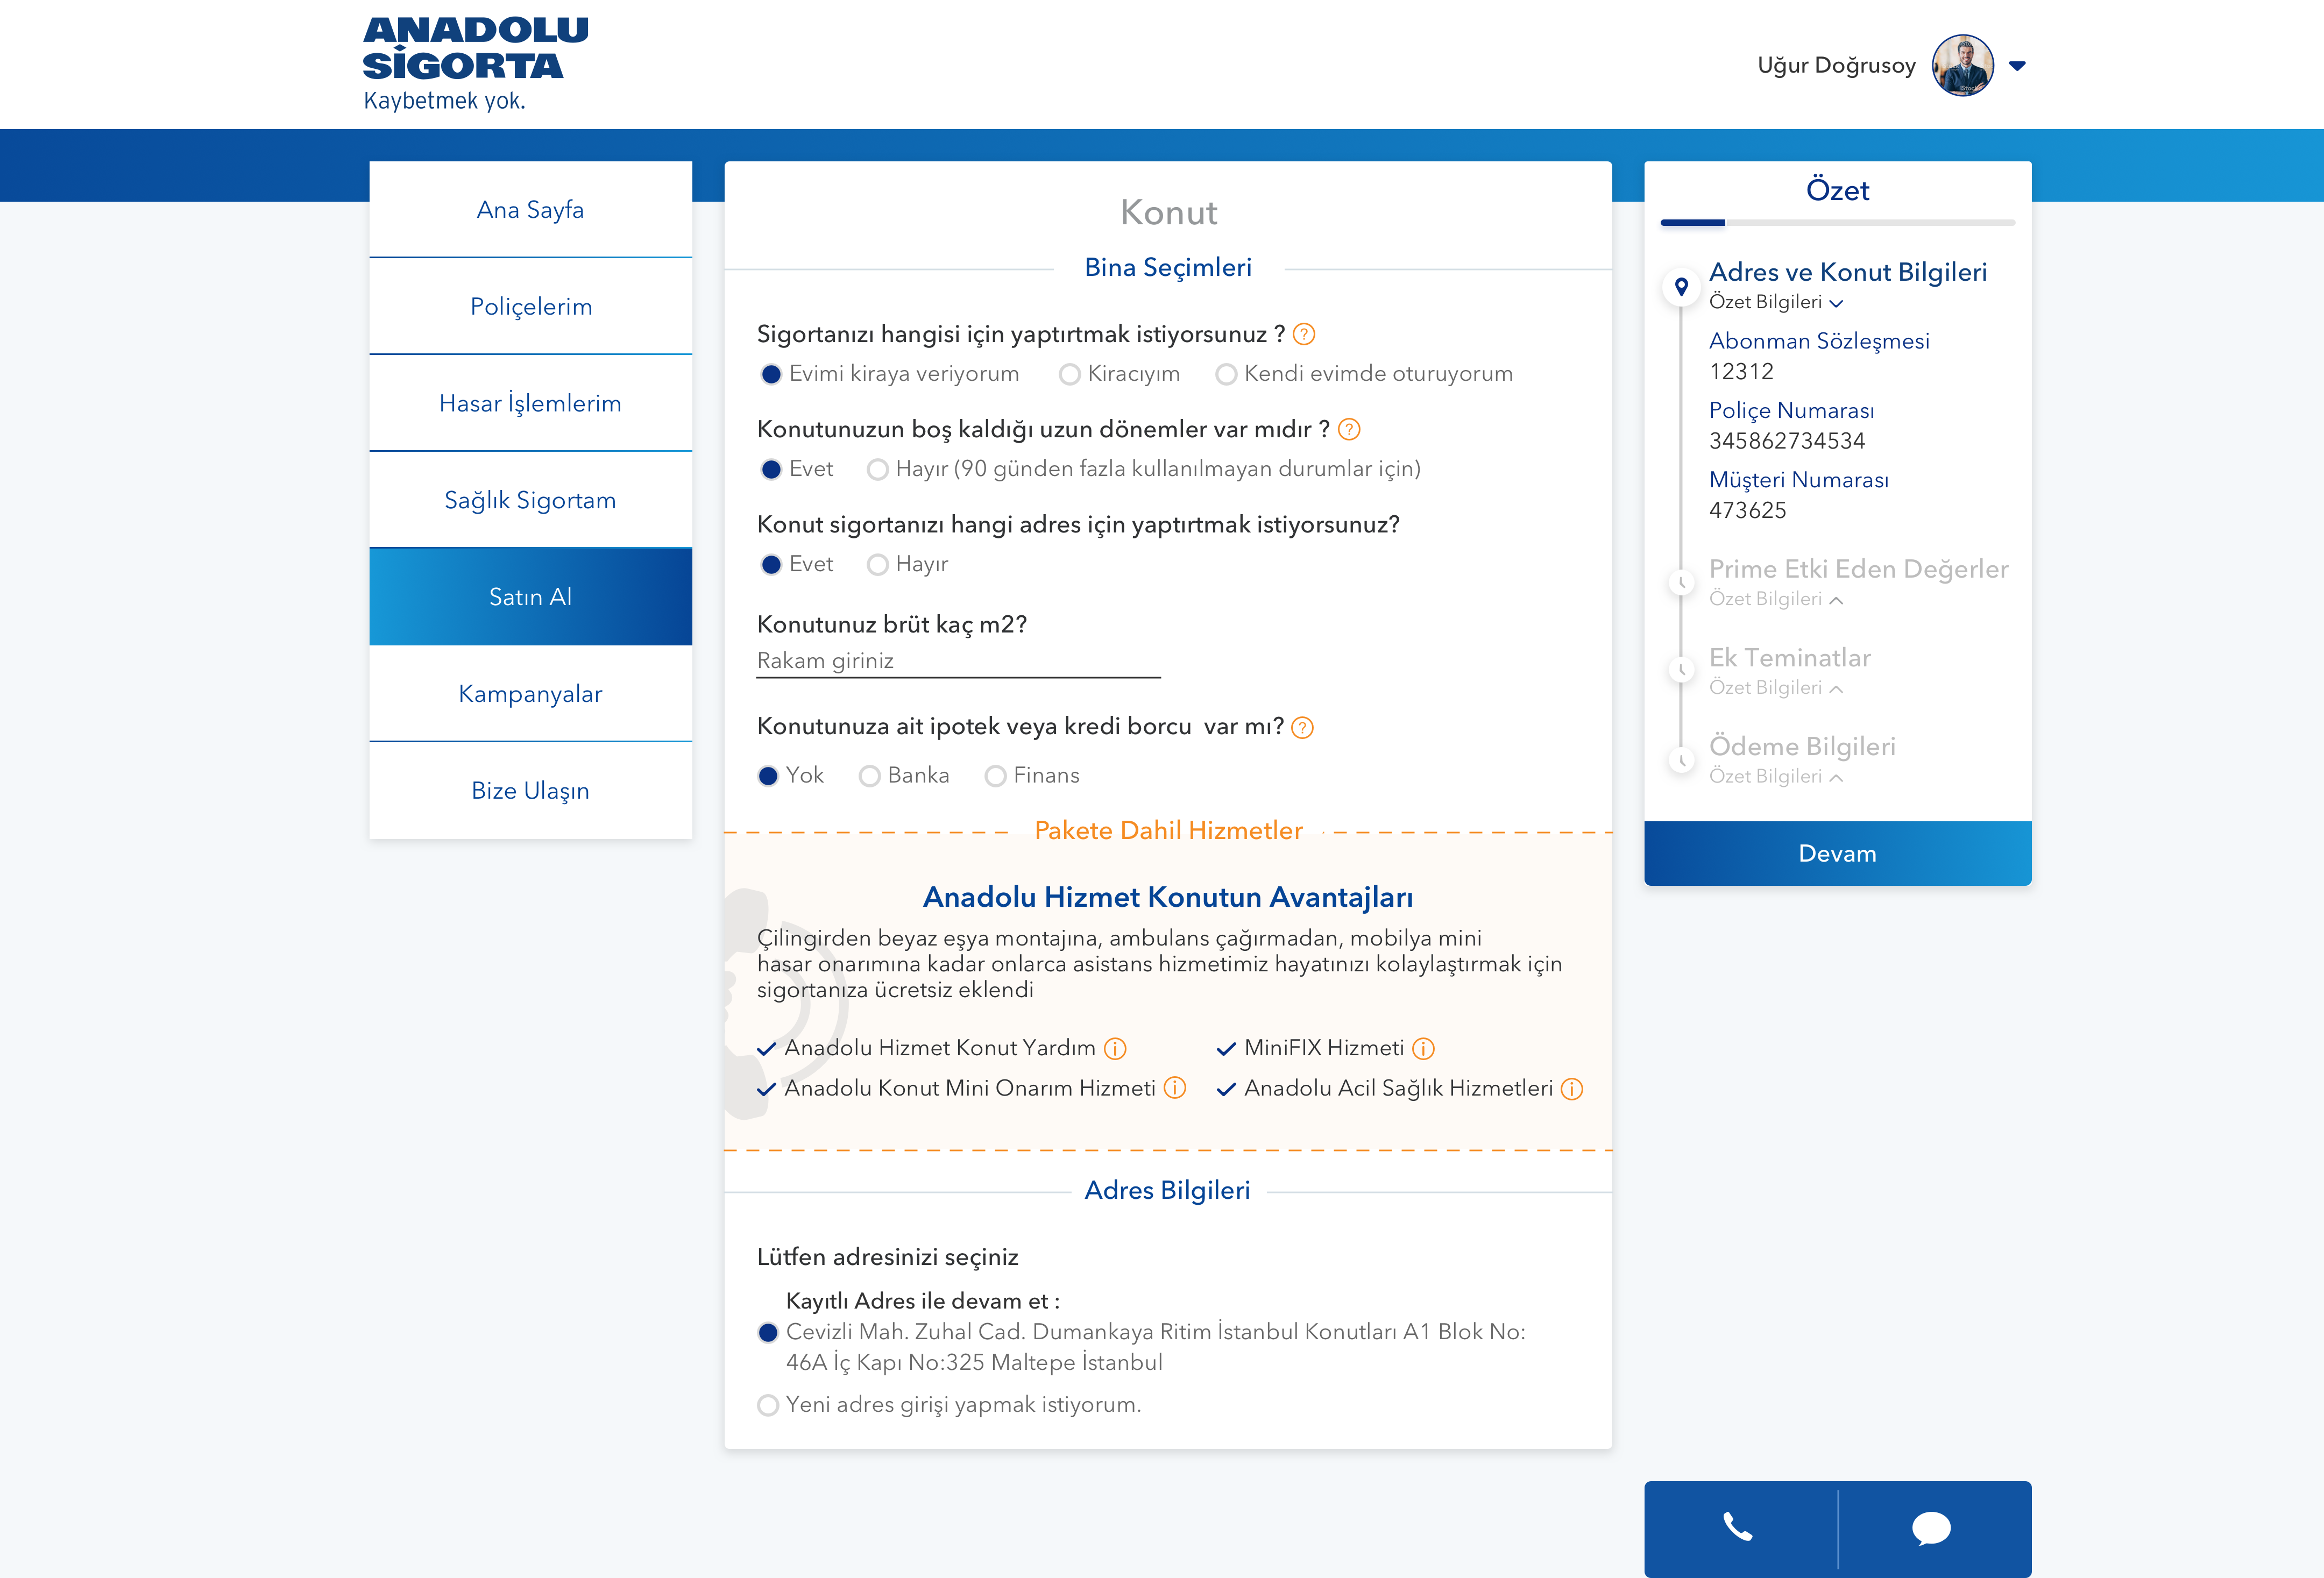 ANADOLU
SİGORTA
Kaybetmek yok.
Uğur Doğrusoy
iStock
Ana Sayfa
Poliçelerim
Hasar İşlemlerim
Sağlık Sigortam
Satın Al
Kampanyalar
Bize Ulaşın
Konut
Bina Seçimleri
Sigortanızı hangisi için yaptırtmak istiyorsunuz ? ?
Evimi kiraya veriyorum Kiracıyım Kendi evimde oturuyorum
Konutunuzun boş kaldığı uzun dönemler var mıdır ? ?
Evet Hayır (90 günden fazla kullanılmayan durumlar için)
Konut sigortanızı hangi adres için yaptırtmak istiyorsunuz?
Evet Hayır
Konutunuz brüt kaç m2?
Rakam giriniz
Konutunuza ait ipotek veya kredi borcu  var mı? ?
Yok Banka Finans
Pakete Dahil Hizmetler
Anadolu Hizmet Konutun Avantajları
Çilingirden beyaz eşya montajına, ambulans çağırmadan, mobilya mini
hasar onarımına kadar onlarca asistans hizmetimiz hayatınızı kolaylaştırmak için
sigortanıza ücretsiz eklendi
Anadolu Hizmet Konut Yardım i MiniFIX Hizmeti i
Anadolu Konut Mini Onarım Hizmeti i Anadolu Acil Sağlık Hizmetleri i
Adres Bilgileri
Lütfen adresinizi seçiniz
Kayıtlı Adres ile devam et :
Cevizli Mah. Zuhal Cad. Dumankaya Ritim İstanbul Konutları A1 Blok No:
46A İç Kapı No:325 Maltepe İstanbul
Yeni adres girişi yapmak istiyorum.
Özet
Adres ve Konut Bilgileri
Özet Bilgileri
Abonman Sözleşmesi
12312
Poliçe Numarası
345862734534
Müşteri Numarası
473625
Prime Etki Eden Değerler
Özet Bilgileri
Ek Teminatlar
Özet Bilgileri
Ödeme Bilgileri
Özet Bilgileri
Devam